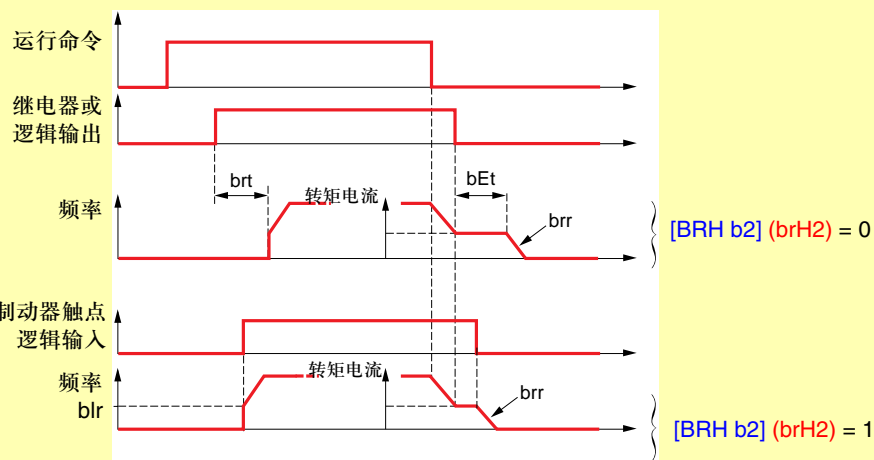 运行命令
继电器或
逻辑输出
brt
bEt
转矩电流
频率
brr
[BRH b2] (brH2) = 0
制动器触点
逻辑输入
转矩电流
频率
brr
blr
[BRH b2] (brH2) = 1